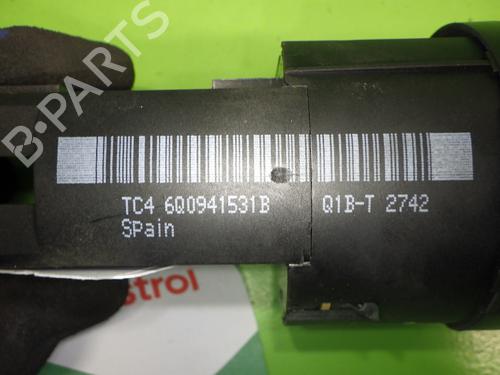 B-PARTS
TC4 6Q0941531B Q1B-T 2742
SPain
strol